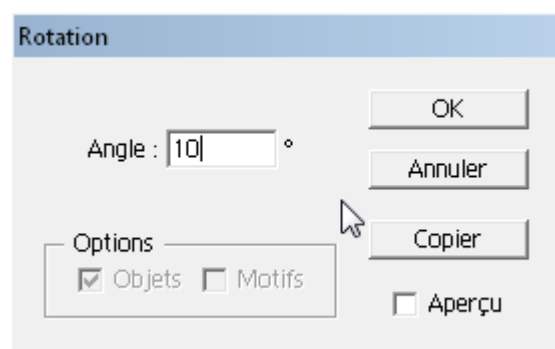 Rotation
OK
Angle : 10 °
Annuler
Copier
Options
Objets Motifs
Aperçu